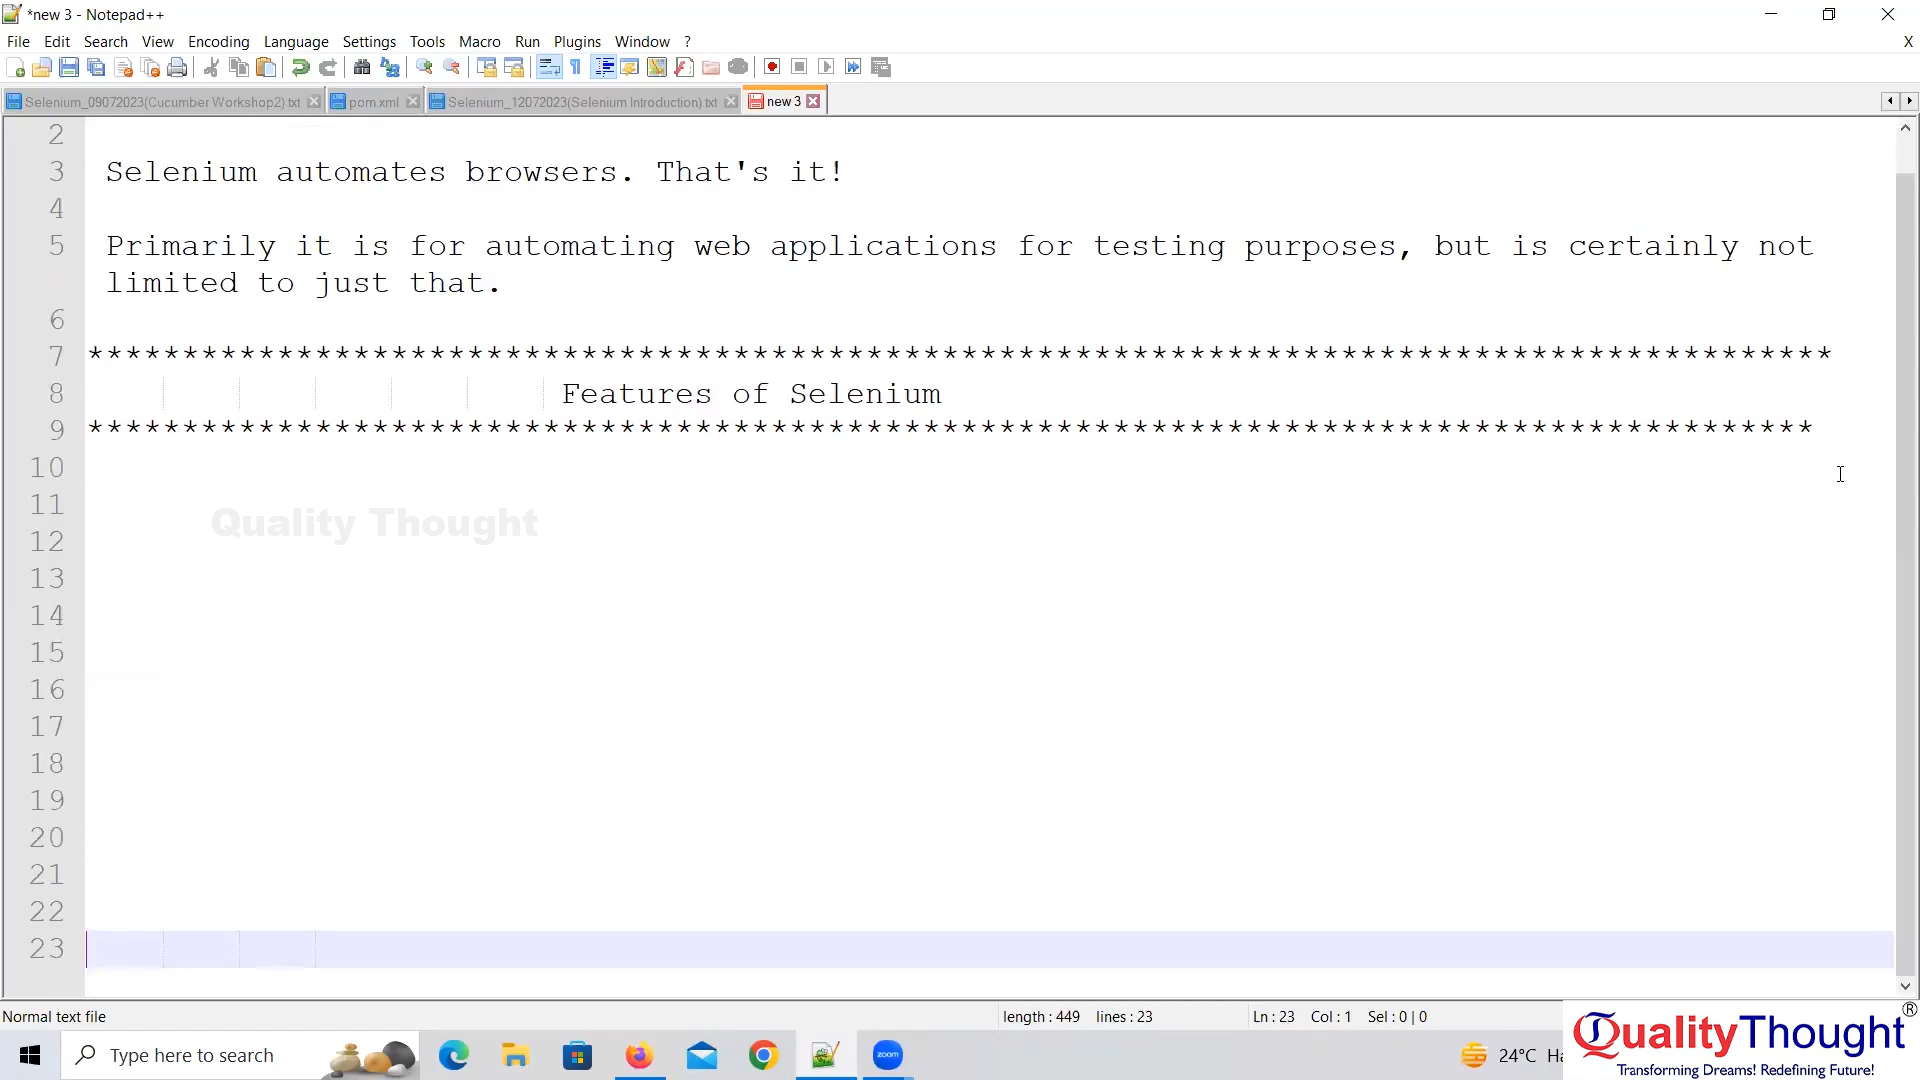 *new 3 - Notepad++
File Edit Search View Encoding Language Settings Tools Macro Run Plugins Window ? X
Selenium_09072023(Cucumber Workshop2).txt pom.xml Selenium_12072023(Selenium Introduction).txt new 3
2
3 Selenium automates browsers. That's it!
4
5 Primarily it is for automating web applications for testing purposes, but is certainly not
limited to just that.
6
7 ********************************************************************************************
8 Features of Selenium
9 *******************************************************************************************
10
11
Quality Thought
12
13
14
15
16
17
18
19
20
21
22
23
Normal text file length : 449 lines : 23 Ln : 23 Col : 1 Sel : 0 | 0
Type here to search zoom 24°C
QualityThought ®
Transforming Dreams! Redefining Future!